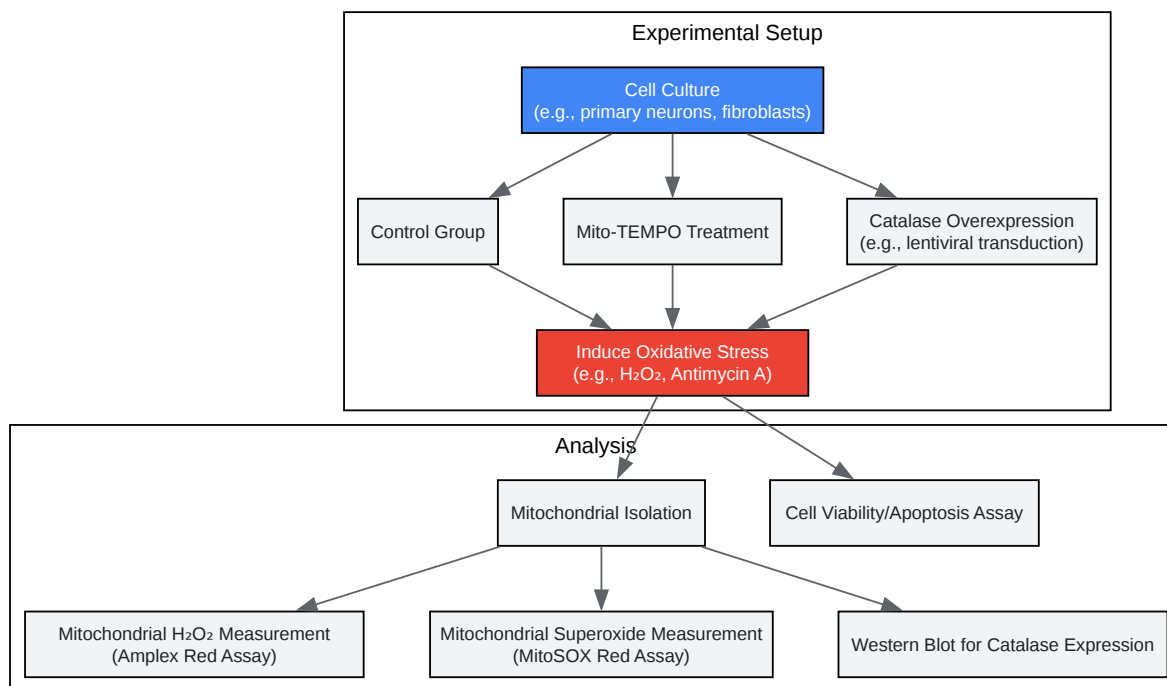 Experimental Setup
Cell Culture
(e.g., primary neurons, fibroblasts)
Control Group
Mito-TEMPO Treatment
Catalase Overexpression
(e.g., lentiviral transduction)
Induce Oxidative Stress
(e.g., H₂O₂, Antimycin A)
Analysis
Mitochondrial Isolation
Cell Viability/Apoptosis Assay
Mitochondrial H₂O₂ Measurement
(Amplex Red Assay)
Mitochondrial Superoxide Measurement
(MitoSOX Red Assay)
Western Blot for Catalase Expression